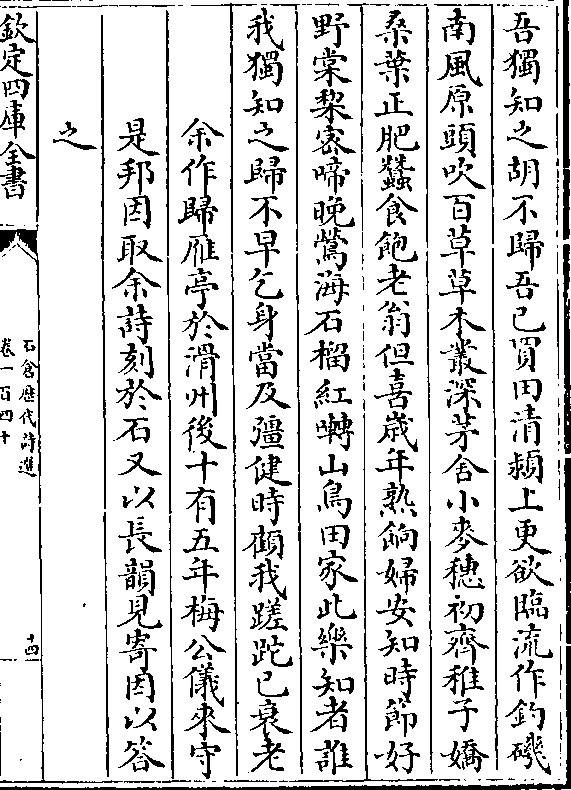 吾獨知之胡不歸吾已買田清潁上更欲臨流作釣磯
南風原頭吹百草草木叢深茅舍小麥穗初齊稚子嬌
桑葉正肥蠶食飽老翁但喜歲年熟餉婦安知時節好
野棠梨密啼晚鶯海石榴紅囀山鳥田家此樂知者誰
我獨知之歸不早乞身當及彊健時顧我蹉跎已衰老
余作歸雁亭於滑州後十有五年梅公儀來守
是邦因取余詩刻於石又以長韻見寄因以答
之
欽定四庫全書
石倉歷代詩選
卷一百四十
十四